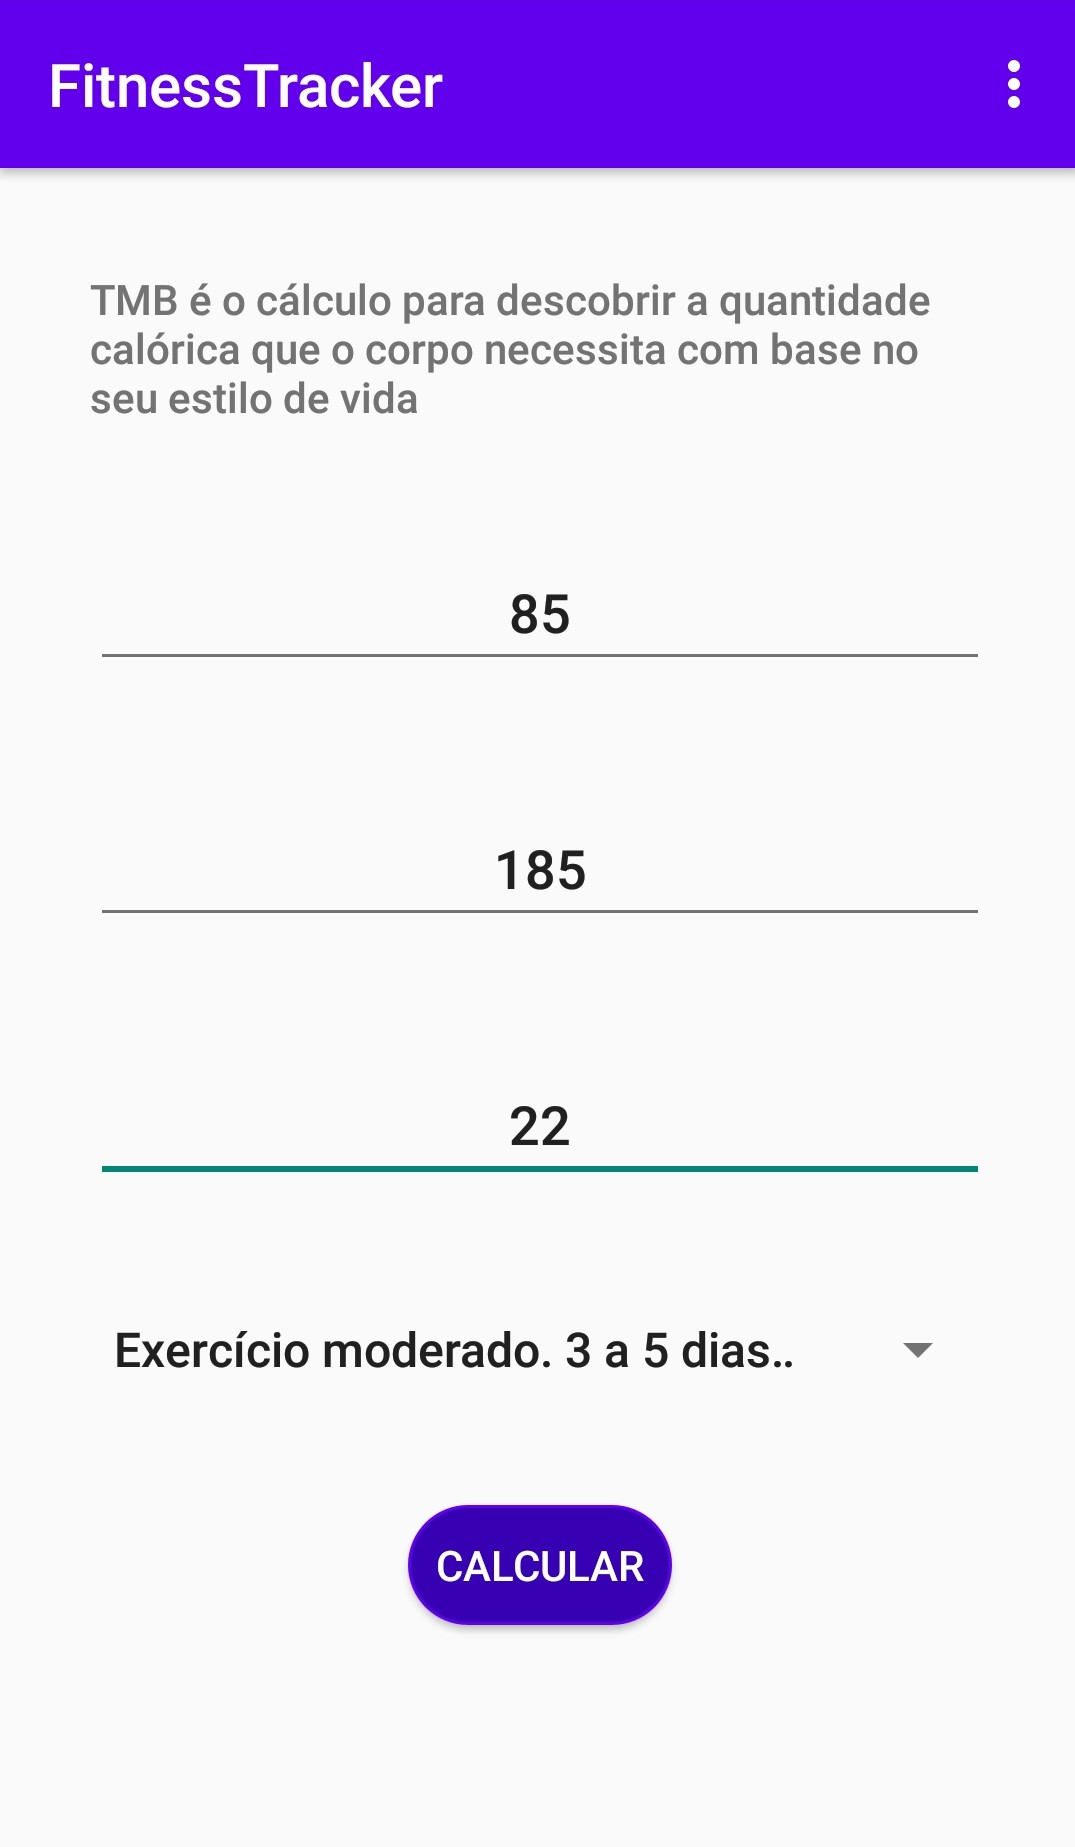 FitnessTracker
TMB é o cálculo para descobrir a quantidade
calórica que o corpo necessita com base no
seu estilo de vida
85
185
22
Exercício moderado. 3 a 5 dias..
CALCULAR